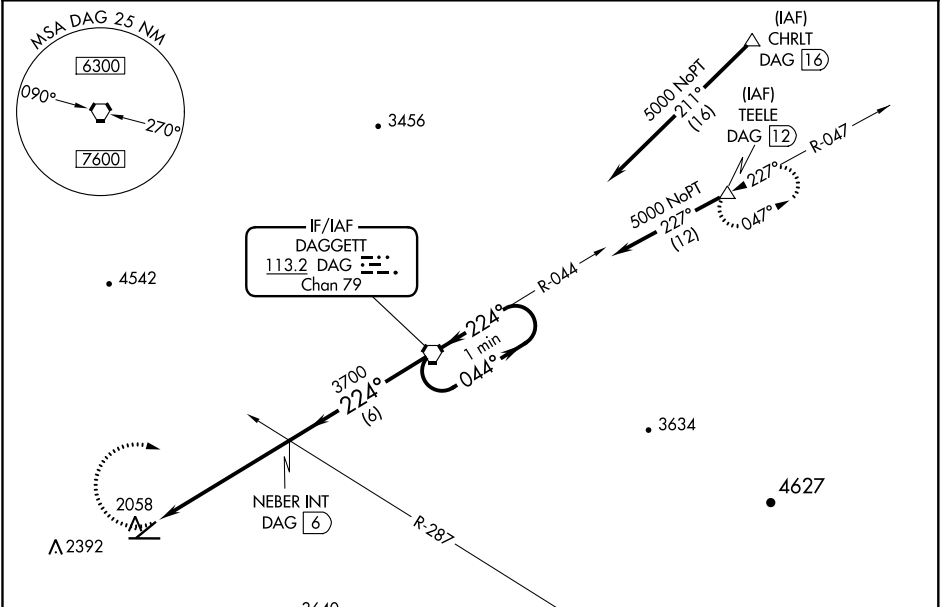 MSA DAG 25 NM
6300
090°
270°
7600
3456
(IAF)
CHRLT
DAG 16
5000 NoPT
211°
(16)
(IAF)
TEELE
DAG 12
R-047
227°
047°
5000 NoPT
227°
(12)
IF/IAF
DAGGETT
113.2 DAG
Chan 79
4542
R-044
224°
1 min
044°
3700
224°
(6)
3634
4627
NEBER INT
DAG 6
R-287
2058
2392